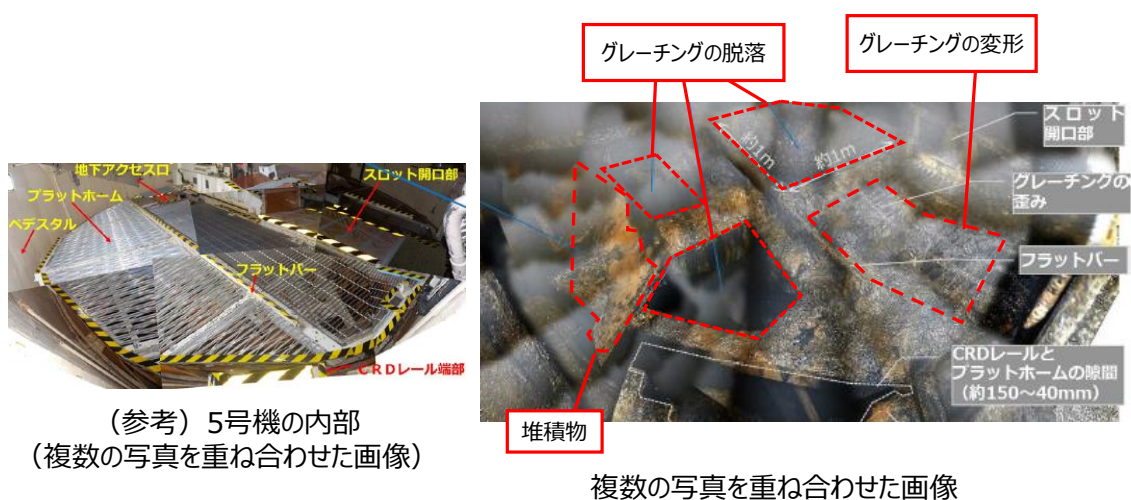 グレーチングの脱落
グレーチングの変形
地下アクセス口
プラットホーム
ペデスタル
スロット開口部
フラットバー
CRDレール端部
(参考)5号機の内部
(複数の写真を重ね合わせた画像)
約1m
約1m
スロット
開口部
グレーチングの
歪み
フラットバー
CRDレールと
プラットホームの隙間
(約150~40mm)
堆積物
複数の写真を重ね合わせた画像